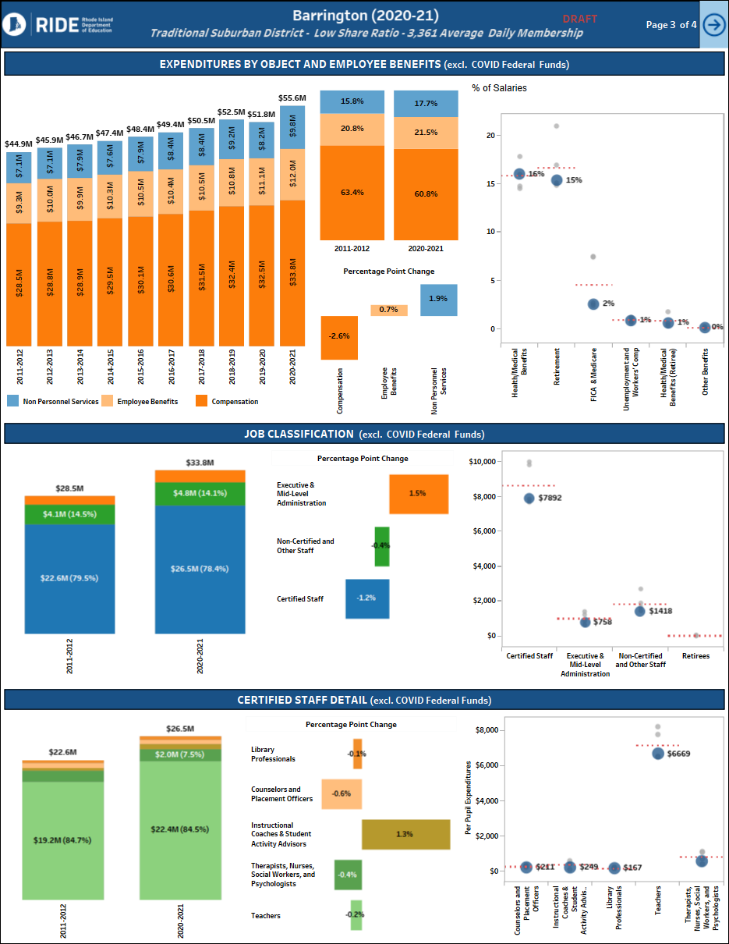 RIDE Rhode Island
Department
of Education
Barrington (2020-21)
DRAFT
Traditional Suburban District - Low Share Ratio - 3,361 Average Daily Membership
Page 3 of 4
EXPENDITURES BY OBJECT AND EMPLOYEE BENEFITS (excl. COVID Federal Funds)
$44.9M $45.9M $46.7M $47.4M $48.4M $49.4M $50.5M $52.5M $51.8M $55.6M
$7.1M $7.1M $7.9M $7.6M $7.9M $8.4M $8.4M $9.2M $8.2M $9.8M
$9.3M $10.0M $9.9M $10.3M $10.5M $10.4M $10.5M $10.8M $11.1M $12.0M
$28.5M $28.8M $28.9M $29.5M $30.1M $30.6M $31.5M $32.4M $32.5M $33.8M
2011-2012 2012-2013 2013-2014 2014-2015 2015-2016 2016-2017 2017-2018 2018-2019 2019-2020 2020-2021
Non Personnel Services Employee Benefits Compensation
15.8% 17.7%
20.8% 21.5%
63.4% 60.8%
2011-2012 2020-2021
Percentage Point Change
1.9%
0.7%
-2.6%
Compensation
Employee
Benefits
Non Personnel
Services
% of Salaries
20
15
10
5
0
16%
15%
2%
1%
1%
0%
Health/Medical
Benefits
Retirement
FICA & Medicare
Unemployment and
Workers' Comp
Health/Medical
Benefits (Retiree)
Other Benefits
JOB CLASSIFICATION (excl. COVID Federal Funds)
$28.5M
$4.1M (14.5%)
$22.6M (79.5%)
2011-2012
$33.8M
$4.8M (14.1%)
$26.5M (78.4%)
2020-2021
Percentage Point Change
Executive &
Mid-Level
Administration
1.5%
Non-Certified and
Other Staff
-0.4%
Certified Staff
-1.2%
$10,000
$8,000
$6,000
$4,000
$2,000
$0
$7892
$758
$1418
Certified Staff
Executive &
Mid-Level
Administration
Non-Certified
and Other Staff
Retirees
CERTIFIED STAFF DETAIL (excl. COVID Federal Funds)
$22.6M
$19.2M (84.7%)
2011-2012
$26.5M
$2.0M (7.5%)
$22.4M (84.5%)
2020-2021
Percentage Point Change
Library
Professionals
-0.1%
Counselors and
Placement Officers
-0.6%
Instructional
Coaches & Student
Activity Advisors
1.3%
Therapists, Nurses,
Social Workers, and
Psychologists
-0.4%
Teachers
-0.2%
Per Pupil Expenditures
$8,000
$6,000
$4,000
$2,000
$0
$211
$249
$167
$6669
Counselors and
Placement
Officers
Instructional
Coaches &
Student
Activity Advis..
Library
Professionals
Teachers
Therapists,
Nurses, Social
Workers, and
Psychologists